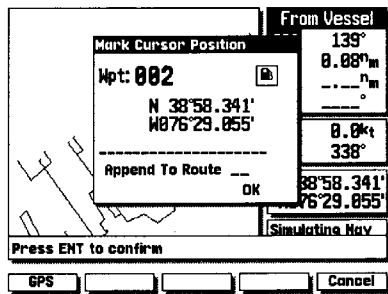 From Vessel
139°
0.08nm
_._nm
___°
0.0kt
338°
38°58.341'
76°29.055'
Simulating Nav
Mark Cursor Position
Wpt: 002
N 38°58.341'
W076°29.055'
Append To Route __
OK
Press ENT to confirm
GPS
Cancel